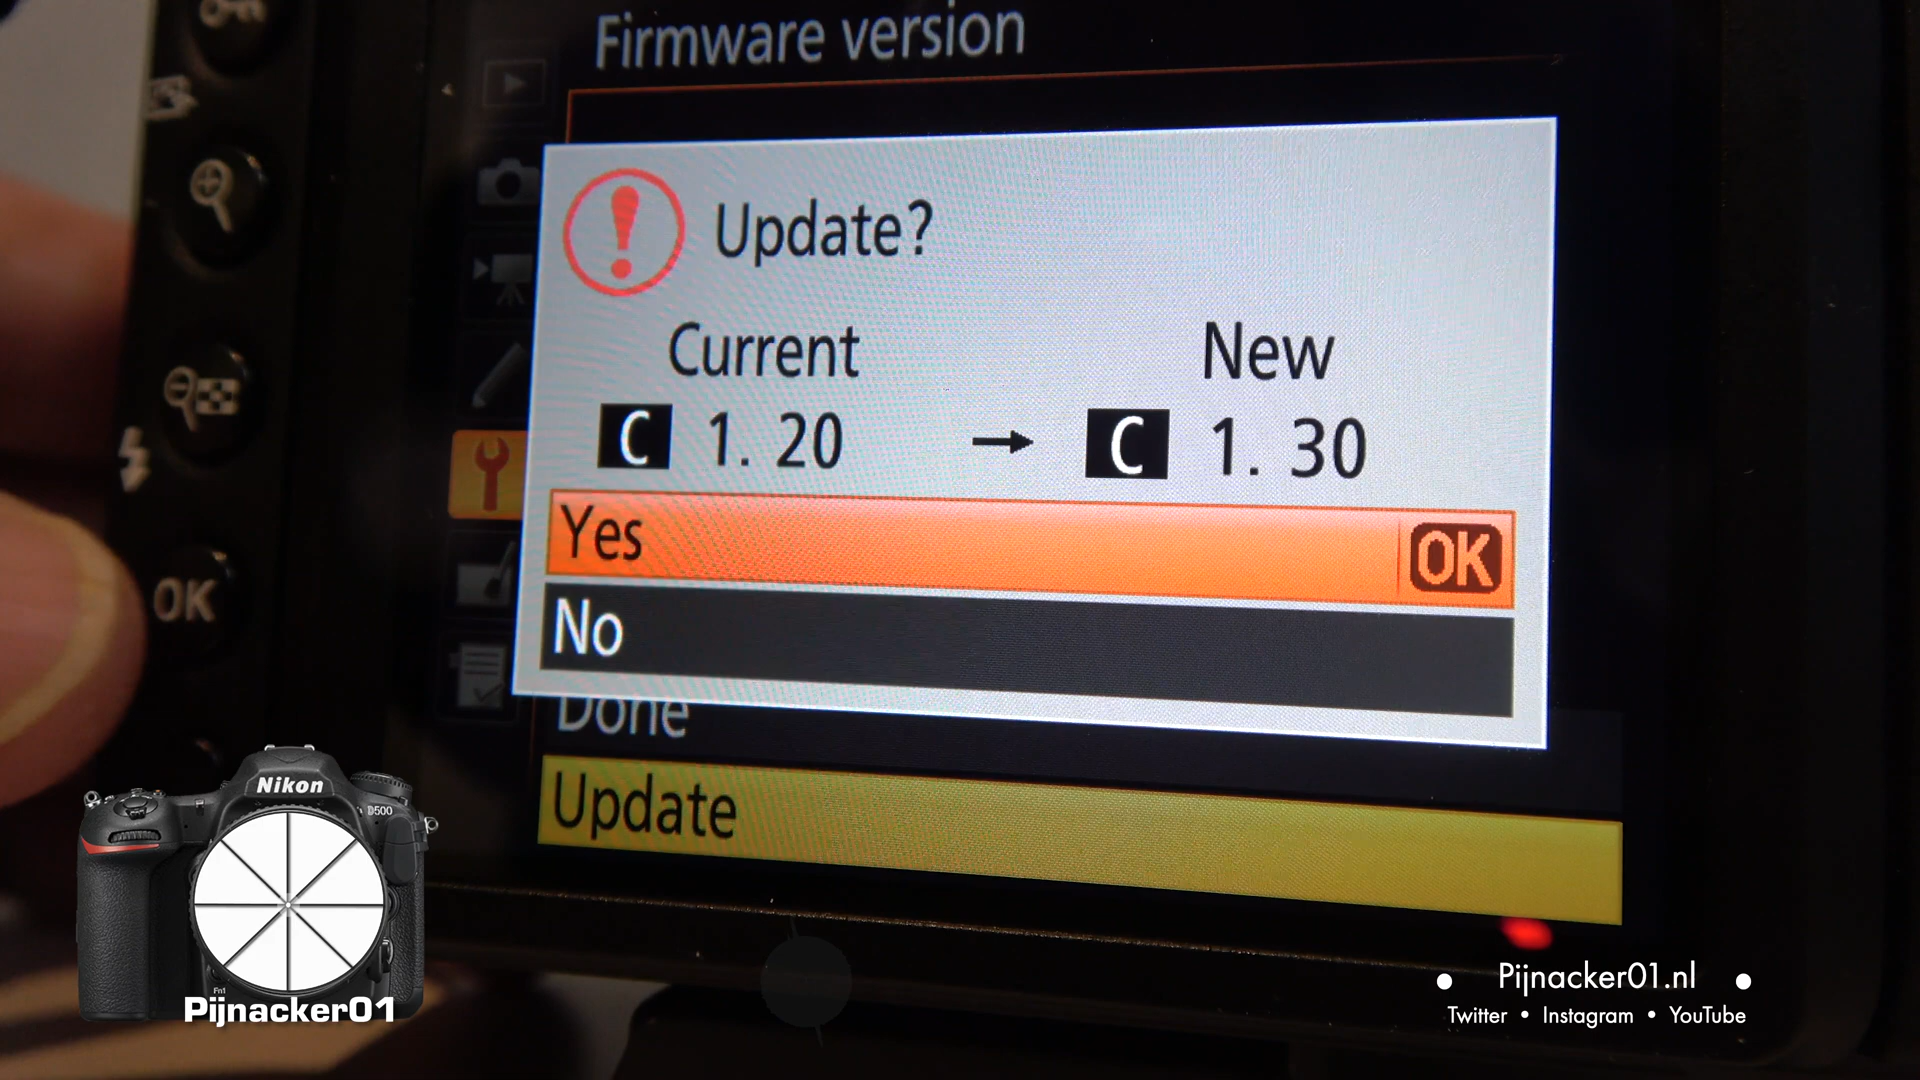 Firmware version
Update?
Current New
C 1. 20 → C 1. 30
Yes OK
No
Done
Update
OK
Nikon
D500
Fn1
Pijnacker01
• Pijnacker01.nl •
Twitter • Instagram • YouTube